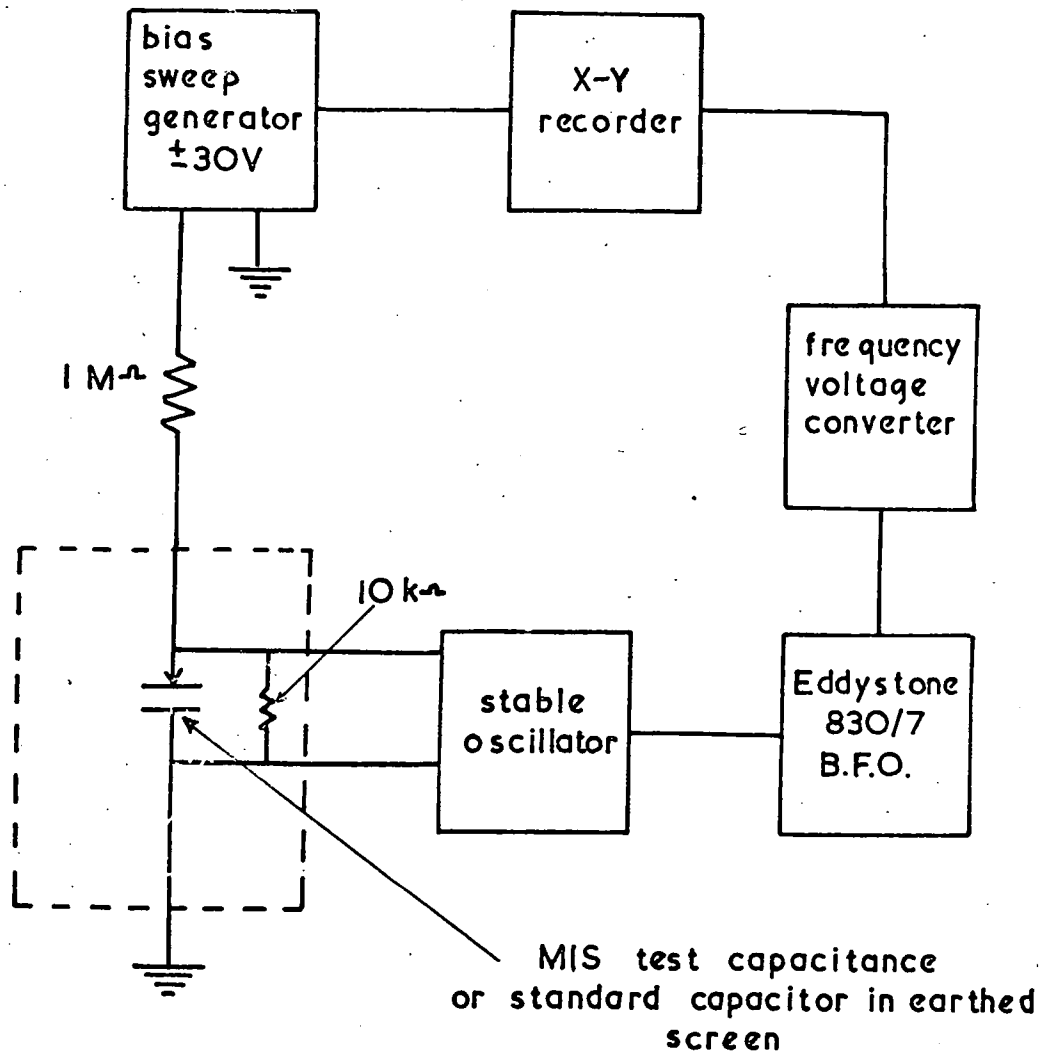 bias
sweep
generator
±30V
X-Y
recorder
1 MΩ
frequency
voltage
converter
10 kΩ
stable
oscillator
Eddystone
830/7
B.F.O.
MIS test capacitance
or standard capacitor in earthed
screen